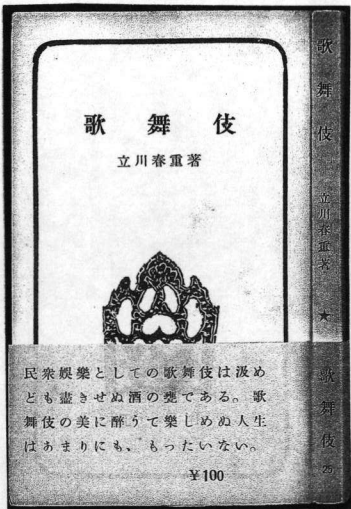 歌舞伎
立川春重著
民衆娯樂としての歌舞伎は汲め
ども盡きせぬ酒の甕である。歌
舞伎の美に醉うて樂しめぬ人生
はあまりにも、もったいない。
¥100
歌舞伎
立川春重著
★
歌舞伎
25